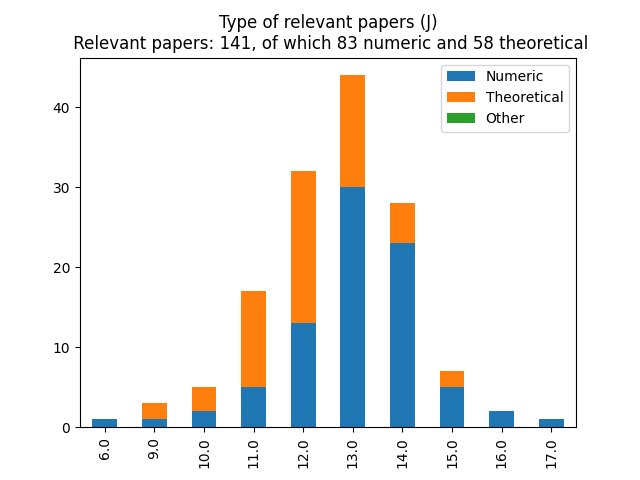 Type of relevant papers (J)
Relevant papers: 141, of which 83 numeric and 58 theoretical
Numeric
Theoretical
Other
40
30
20
10
0
6.0 9.0 10.0 11.0 12.0 13.0 14.0 15.0 16.0 17.0